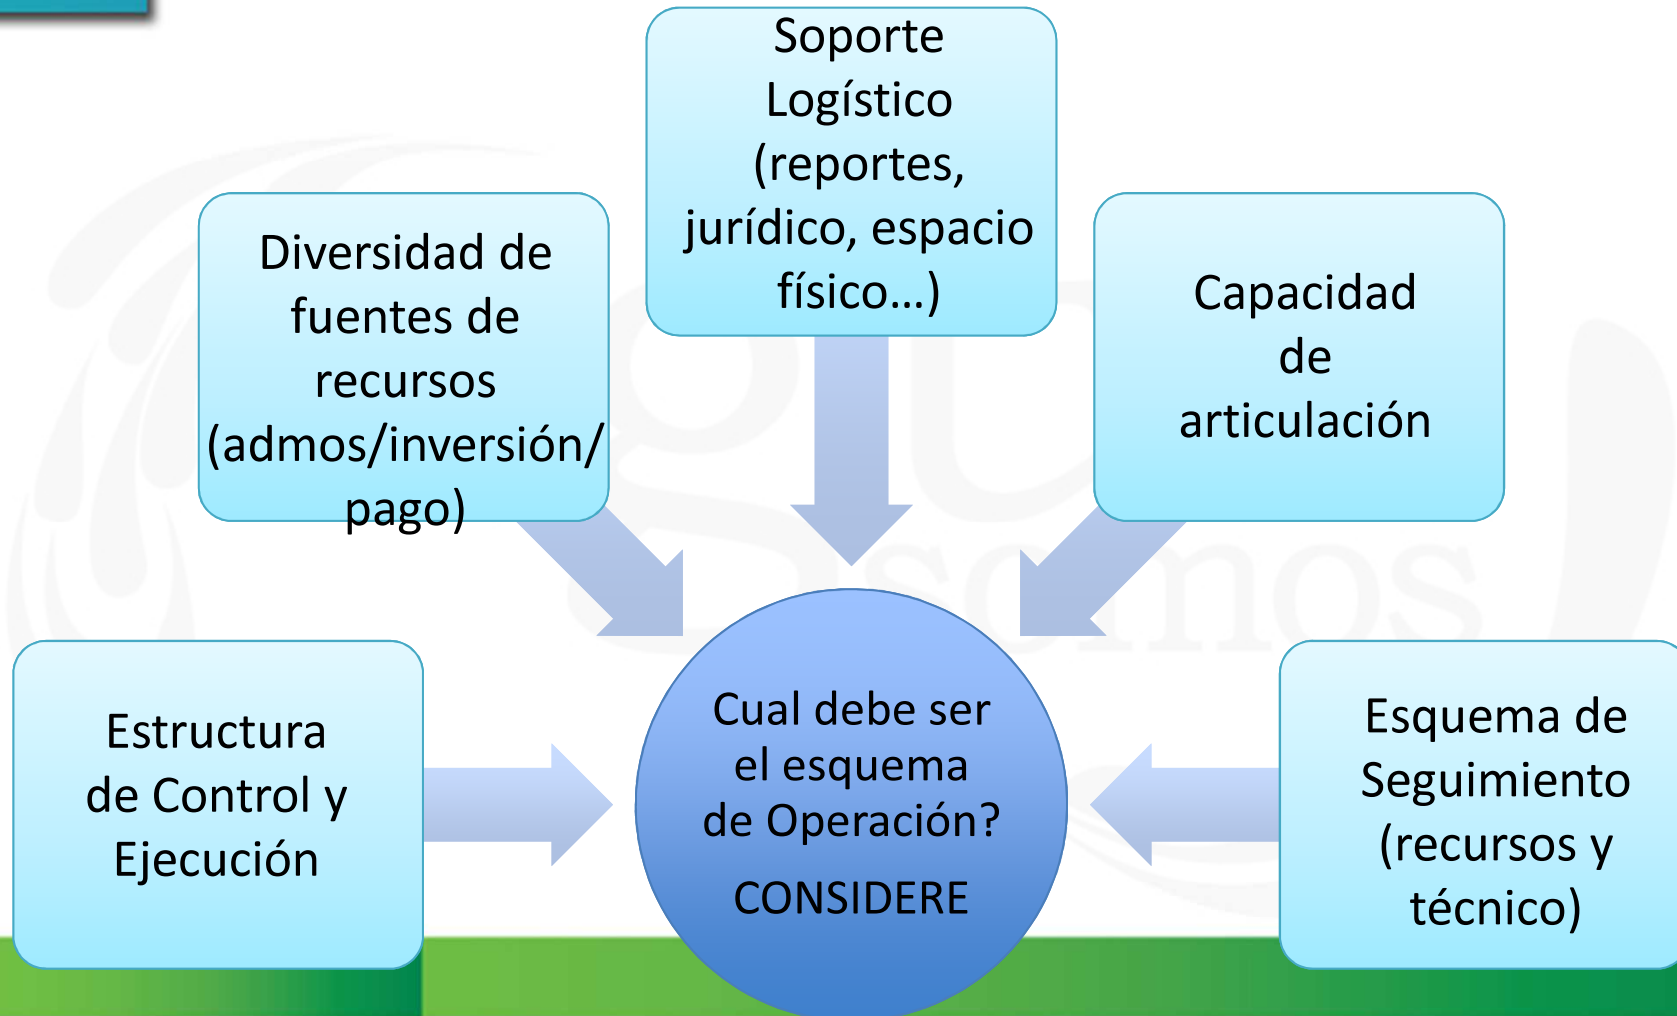 Soporte
Logístico
(reportes,
jurídico, espacio
físico...)
Diversidad de
fuentes de
recursos
(admos/inversión/
pago)
Capacidad
de
articulación
Estructura
de Control y
Ejecución
Cual debe ser
el esquema
de Operación?
CONSIDERE
Esquema de
Seguimiento
(recursos y
técnico)
somos